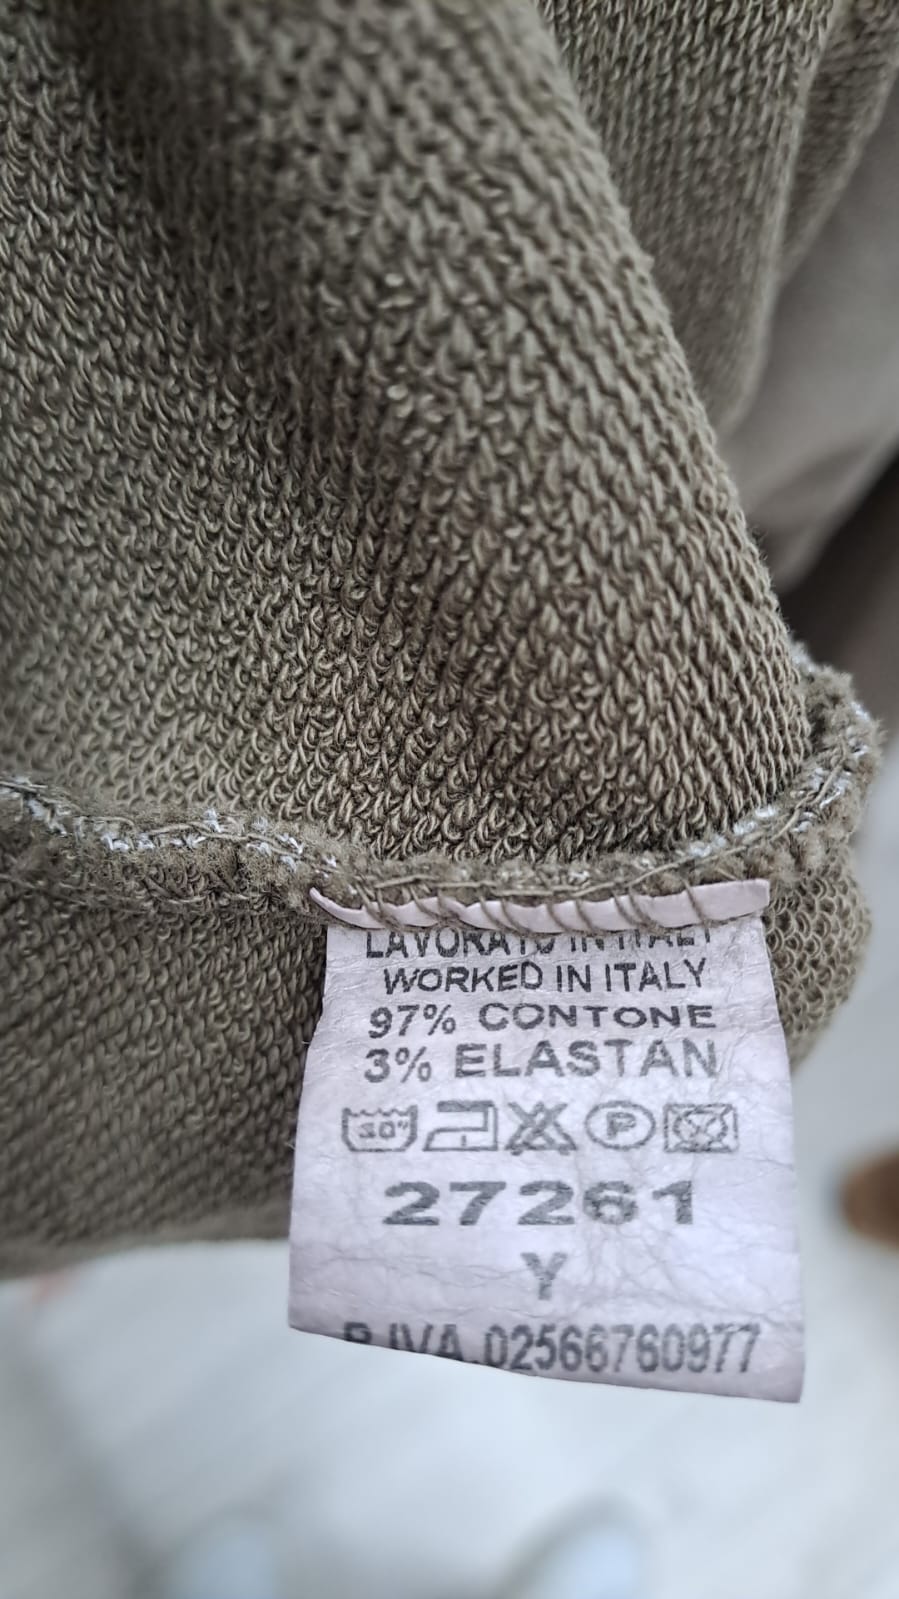 LAVORATO IN ITALY
WORKED IN ITALY
97% CONTONE
3% ELASTAN
P
27261
Y
P.IVA.02566760977